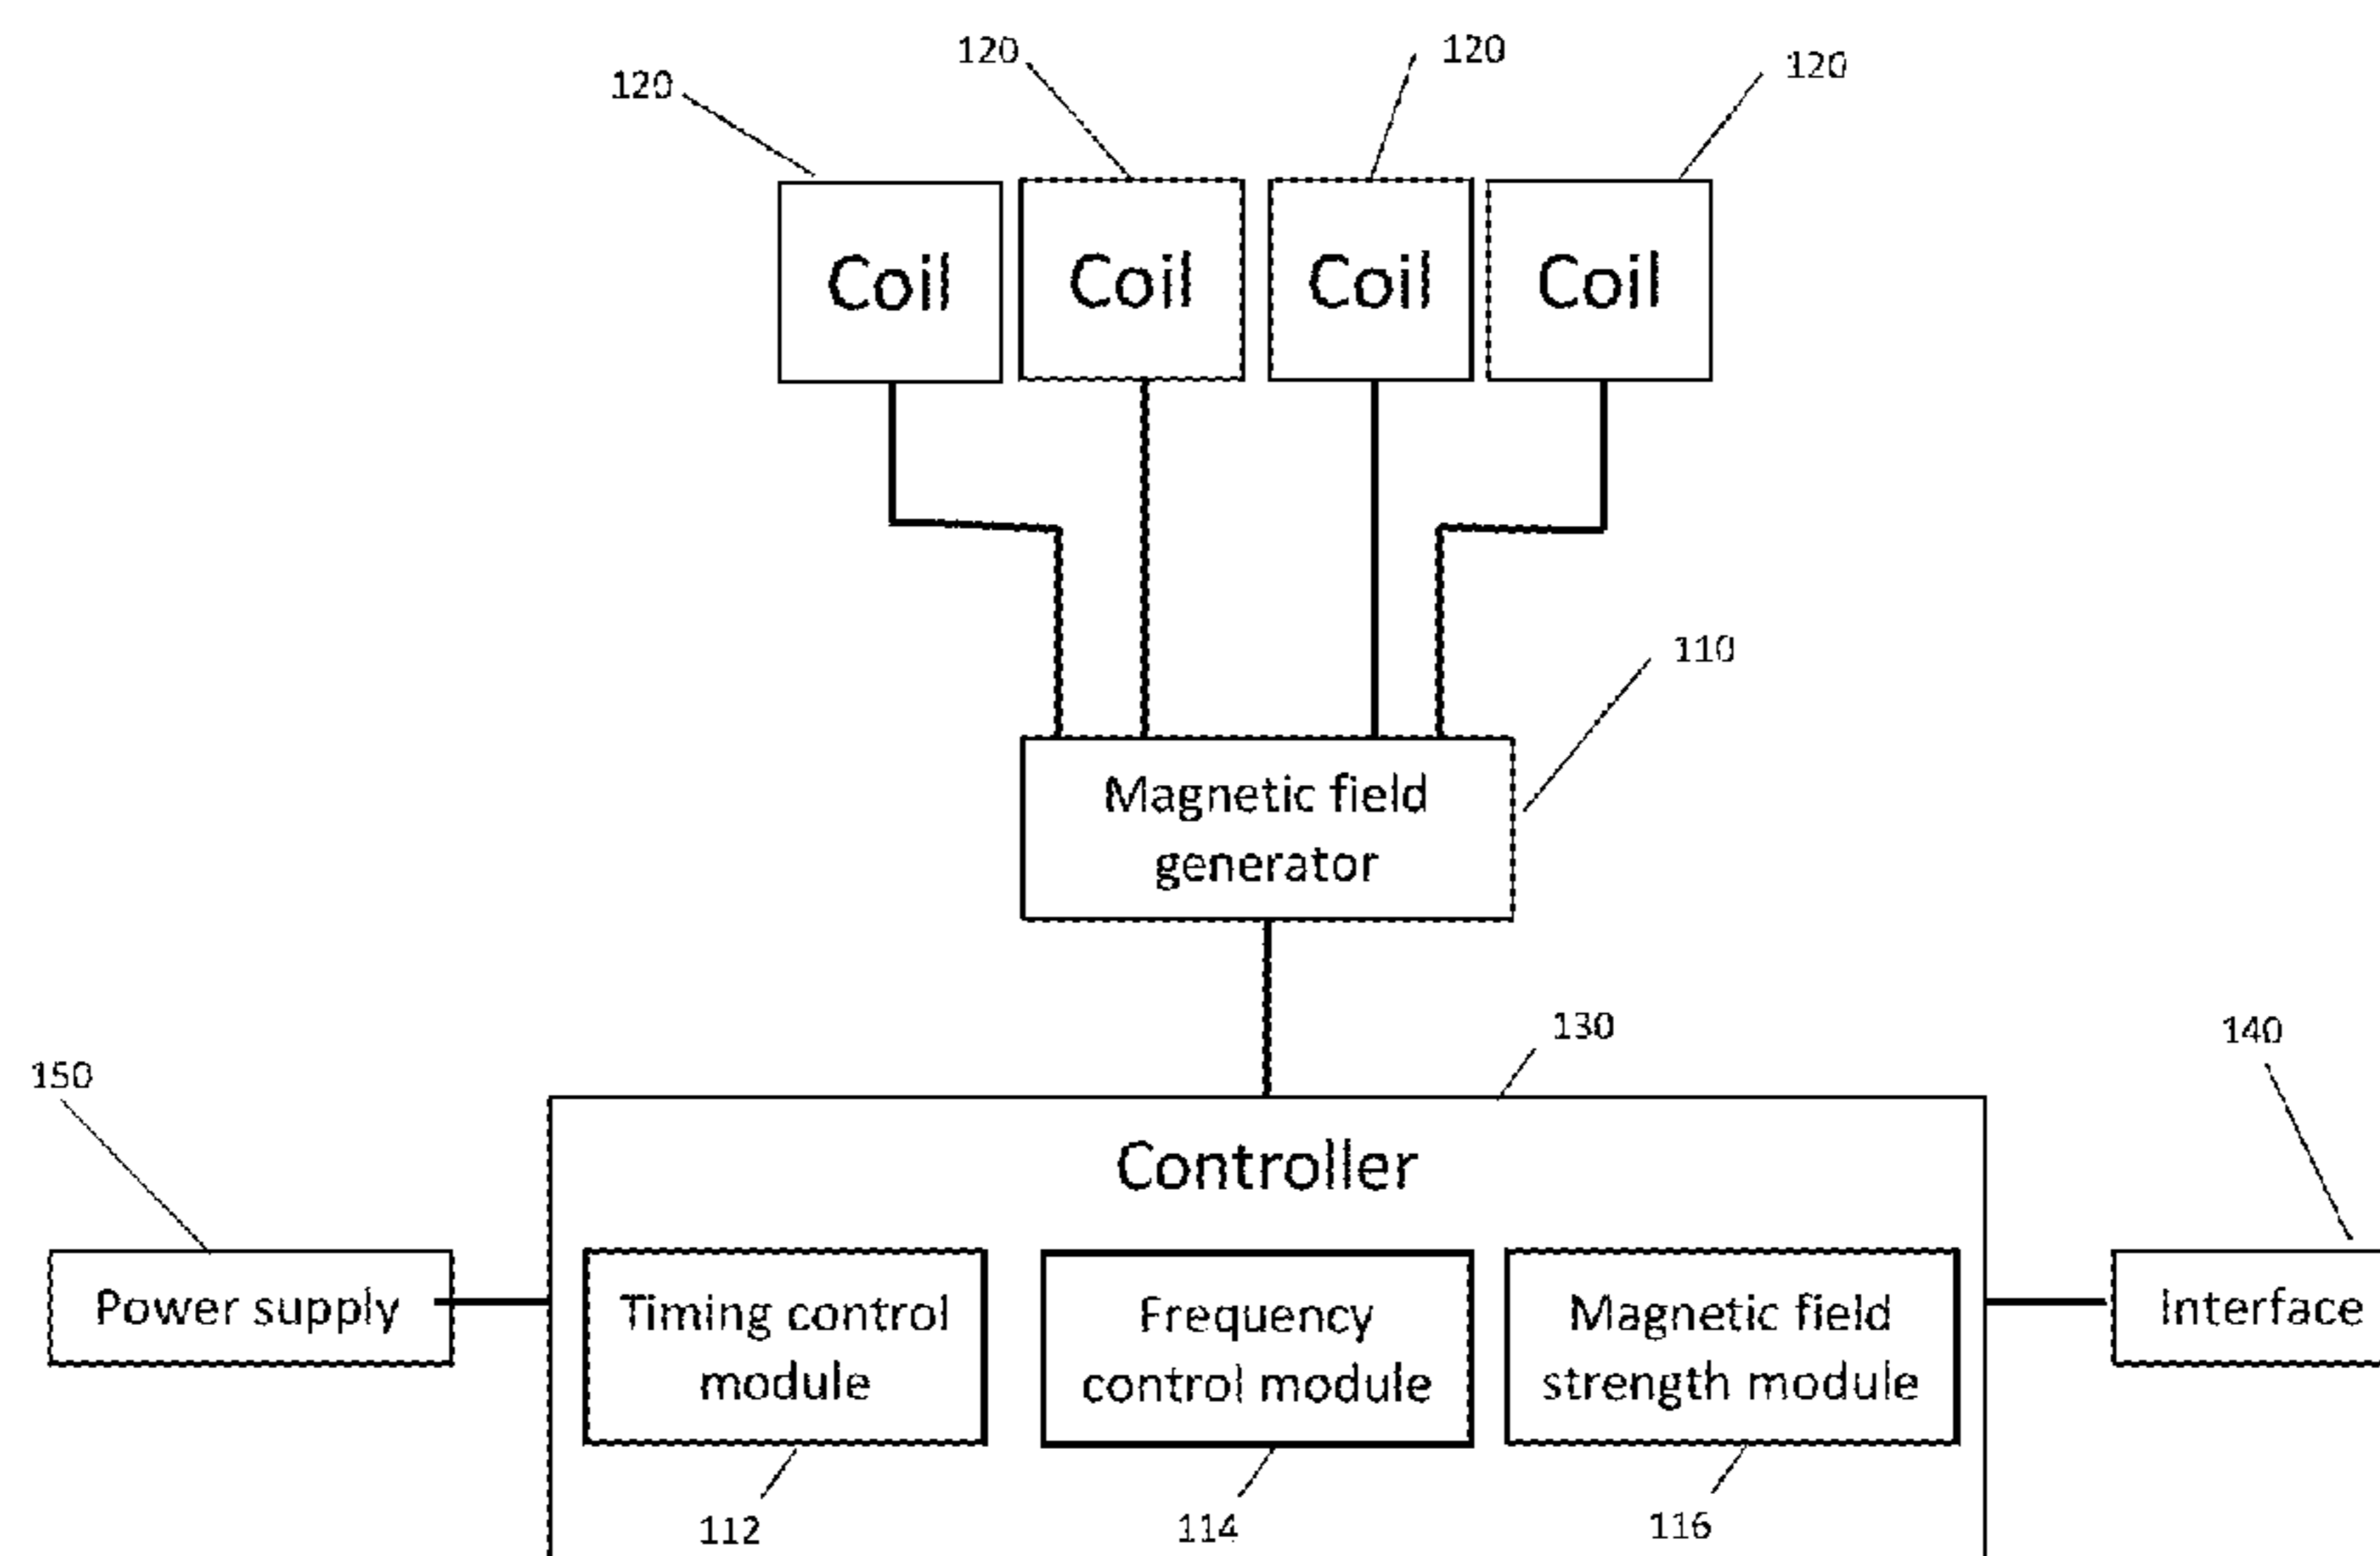 120
120
120
120
Coil
Coil
Coil
Coil
110
Magnetic field
generator
130
140
150
Controller
Power supply
Timing control
module
Frequency
control module
Magnetic field
strength module
Interface
112
114
116